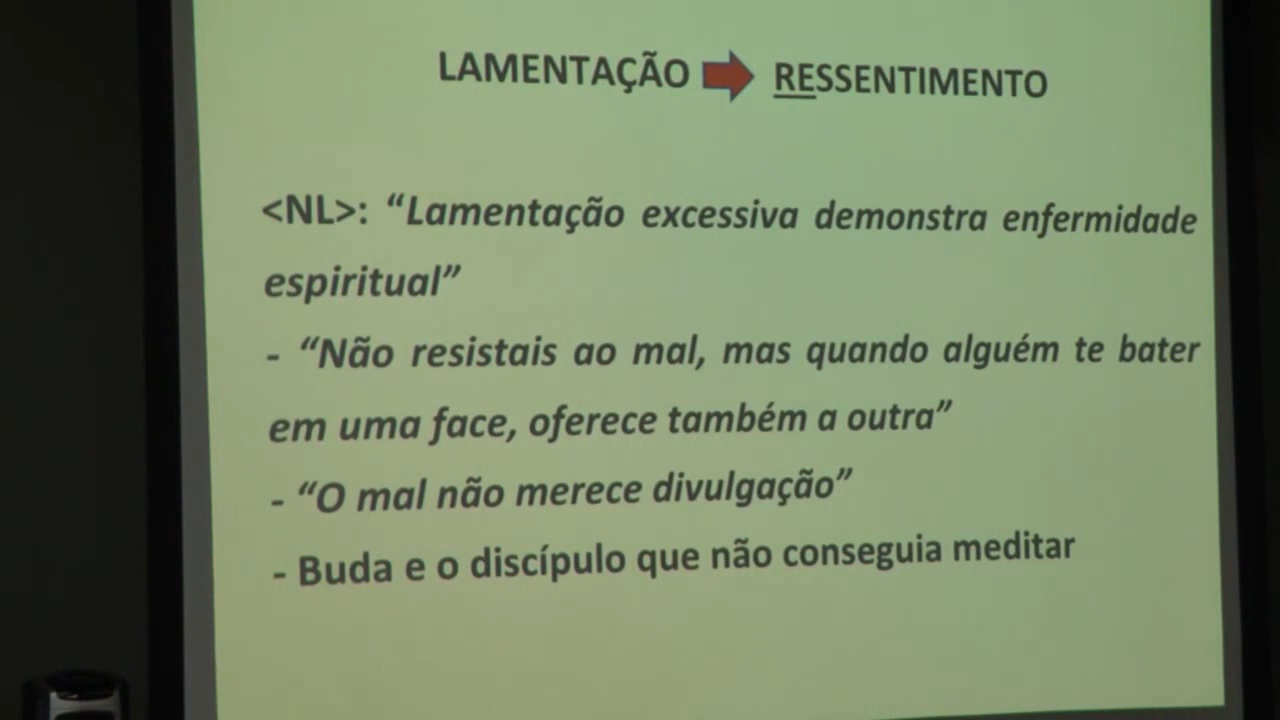 LAMENTAÇÃO RESSENTIMENTO
<NL>: “Lamentação excessiva demonstra enfermidade
espiritual”
- “Não resistais ao mal, mas quando alguém te bater
em uma face, oferece também a outra”
- “O mal não merece divulgação”
- Buda e o discípulo que não conseguia meditar